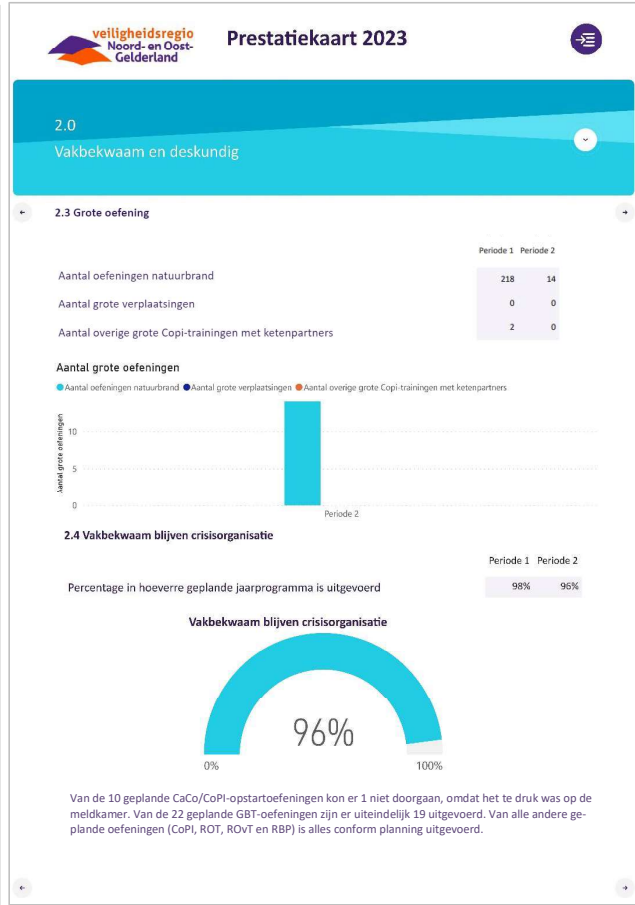 veiligheidsregio
Noord- en Oost-
Gelderland
Prestatiekaart 2023
2.0
Vakbekwaam en deskundig
2.3 Grote oefening
Periode 1 Periode 2
Aantal oefeningen natuurbrand 218 14
Aantal grote verplaatsingen 0 0
Aantal overige grote Copi-trainingen met ketenpartners 2 0
Aantal grote oefeningen
Aantal oefeningen natuurbrand Aantal grote verplaatsingen Aantal overige grote Copi-trainingen met ketenpartners
Aantal grote oefeningen
10
5
0
Periode 2
2.4 Vakbekwaam blijven crisisorganisatie
Periode 1 Periode 2
Percentage in hoeverre geplande jaarprogramma is uitgevoerd 98% 96%
Vakbekwaam blijven crisisorganisatie
96%
0% 100%
Van de 10 geplande CaCo/CoPI-opstartoefeningen kon er 1 niet doorgaan, omdat het te druk was op de
meldkamer. Van de 22 geplande GBT-oefeningen zijn er uiteindelijk 19 uitgevoerd. Van alle andere ge-
plande oefeningen (CoPI, ROT, ROvT en RBP) is alles conform planning uitgevoerd.